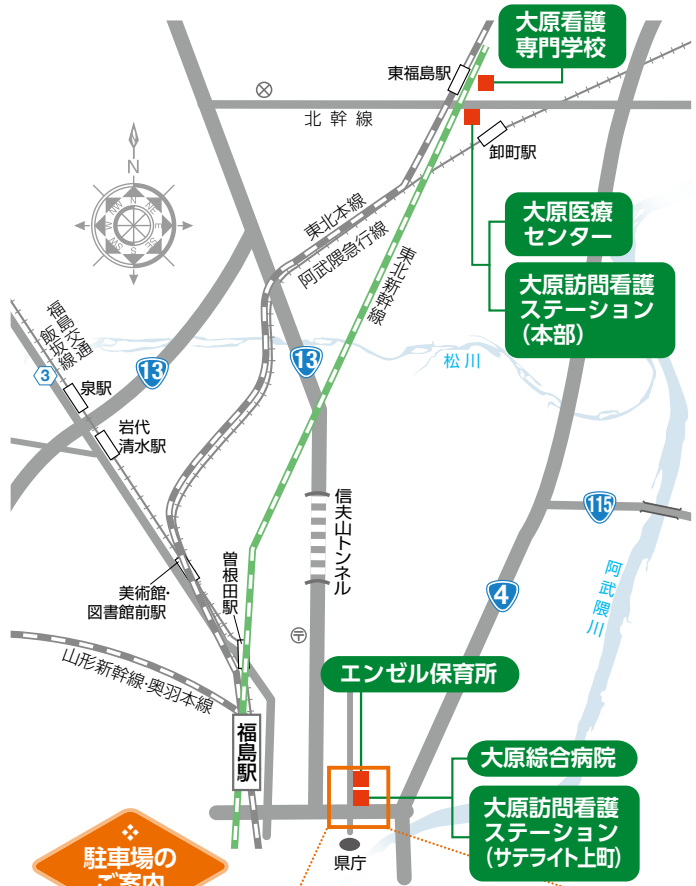 大原看護
専門学校
東福島駅
北幹線
卸町駅
N
NE
E
SE
S
SW
W
NW
東北本線
阿武隈急行線
東北新幹線
大原医療
センター
大原訪問看護
ステーション
(本部)
福島交通
飯坂線
3
泉駅
13
13
松川
岩代
清水駅
信夫山トンネル
115
曽根田駅
美術館・
図書館前駅
4
阿武隈川
〒
山形新幹線・奥羽本線
エンゼル保育所
福島駅
大原綜合病院
大原訪問看護
ステーション
(サテライト上町)
県庁
駐車場の
ご案内